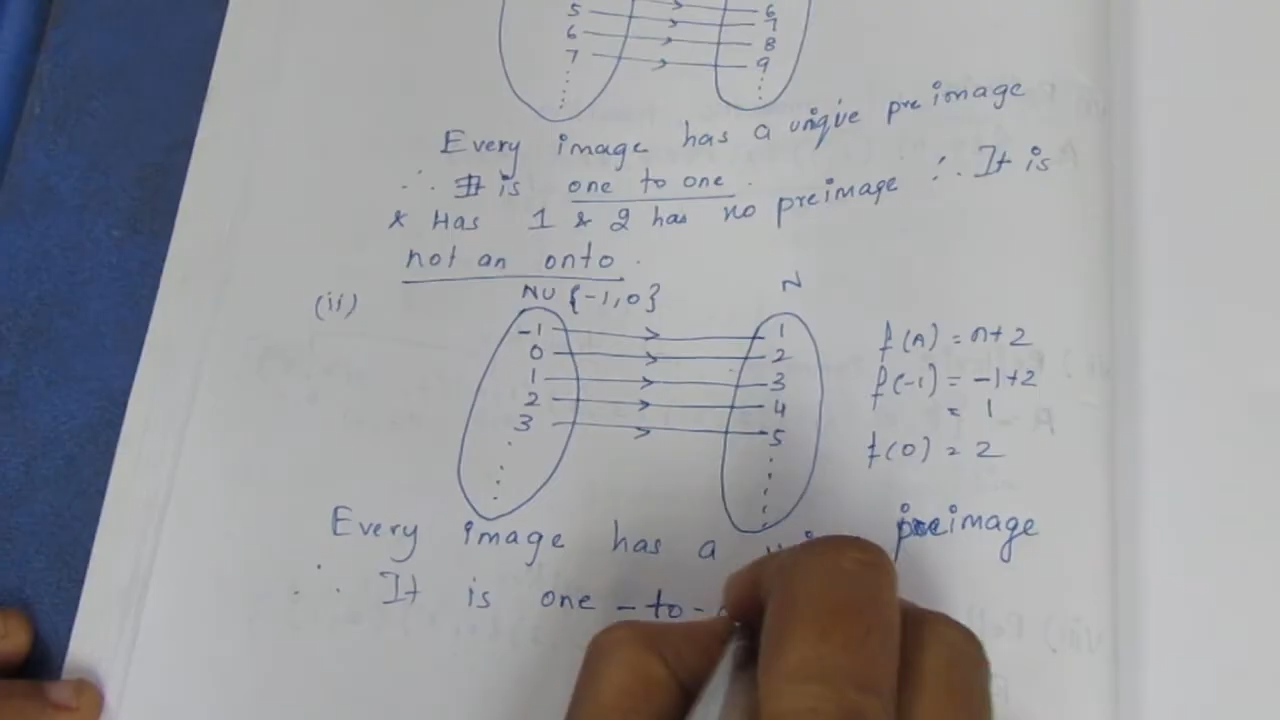 5 6
6 7
7 8
9
Every image has a unique preimage
∴ It is one to one.
& Has 1 & 2 has no preimage ∴ It is
not an onto.
(ii) NU {-1,0} N
-1 1 f(n) = n+2
0 2
1 3 f(-1) = -1+2
2 4 = 1
3 5 f(0) = 2
Every image has a preimage
∴ It is one-to-